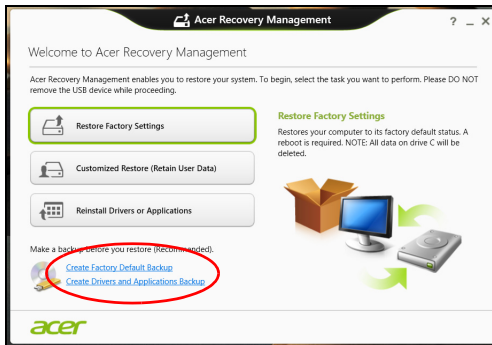 Acer Recovery Management
? _ X
Welcome to Acer Recovery Management
Acer Recovery Management enables you to restore your system. To begin, select the task you want to perform. Please DO NOT
remove the USB device while proceeding.
Restore Factory Settings
Customized Restore (Retain User Data)
Reinstall Drivers or Applications
Make a backup before you restore (Recommended).
Create Factory Default Backup
Create Drivers and Applications Backup
Restore Factory Settings
Restores your computer to its factory default status. A
reboot is required. NOTE: All data on drive C will be
deleted.
acer